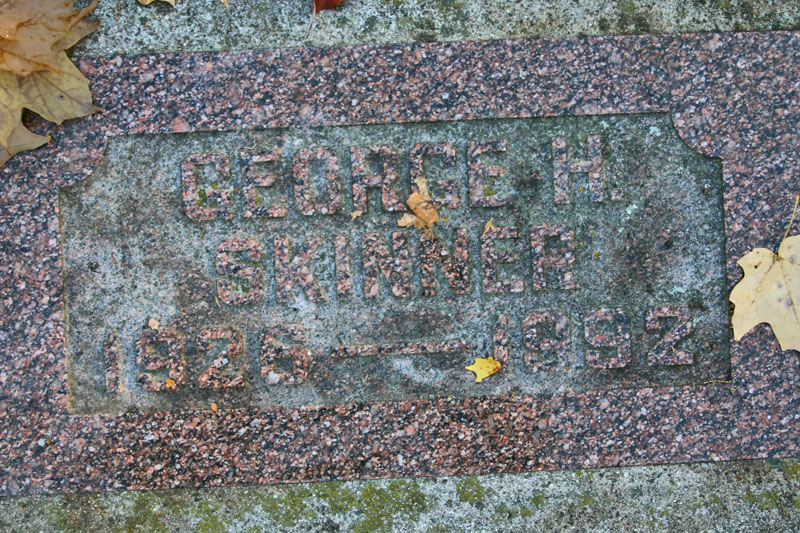 GEORGE H.
SKINNER
1926 — 1992